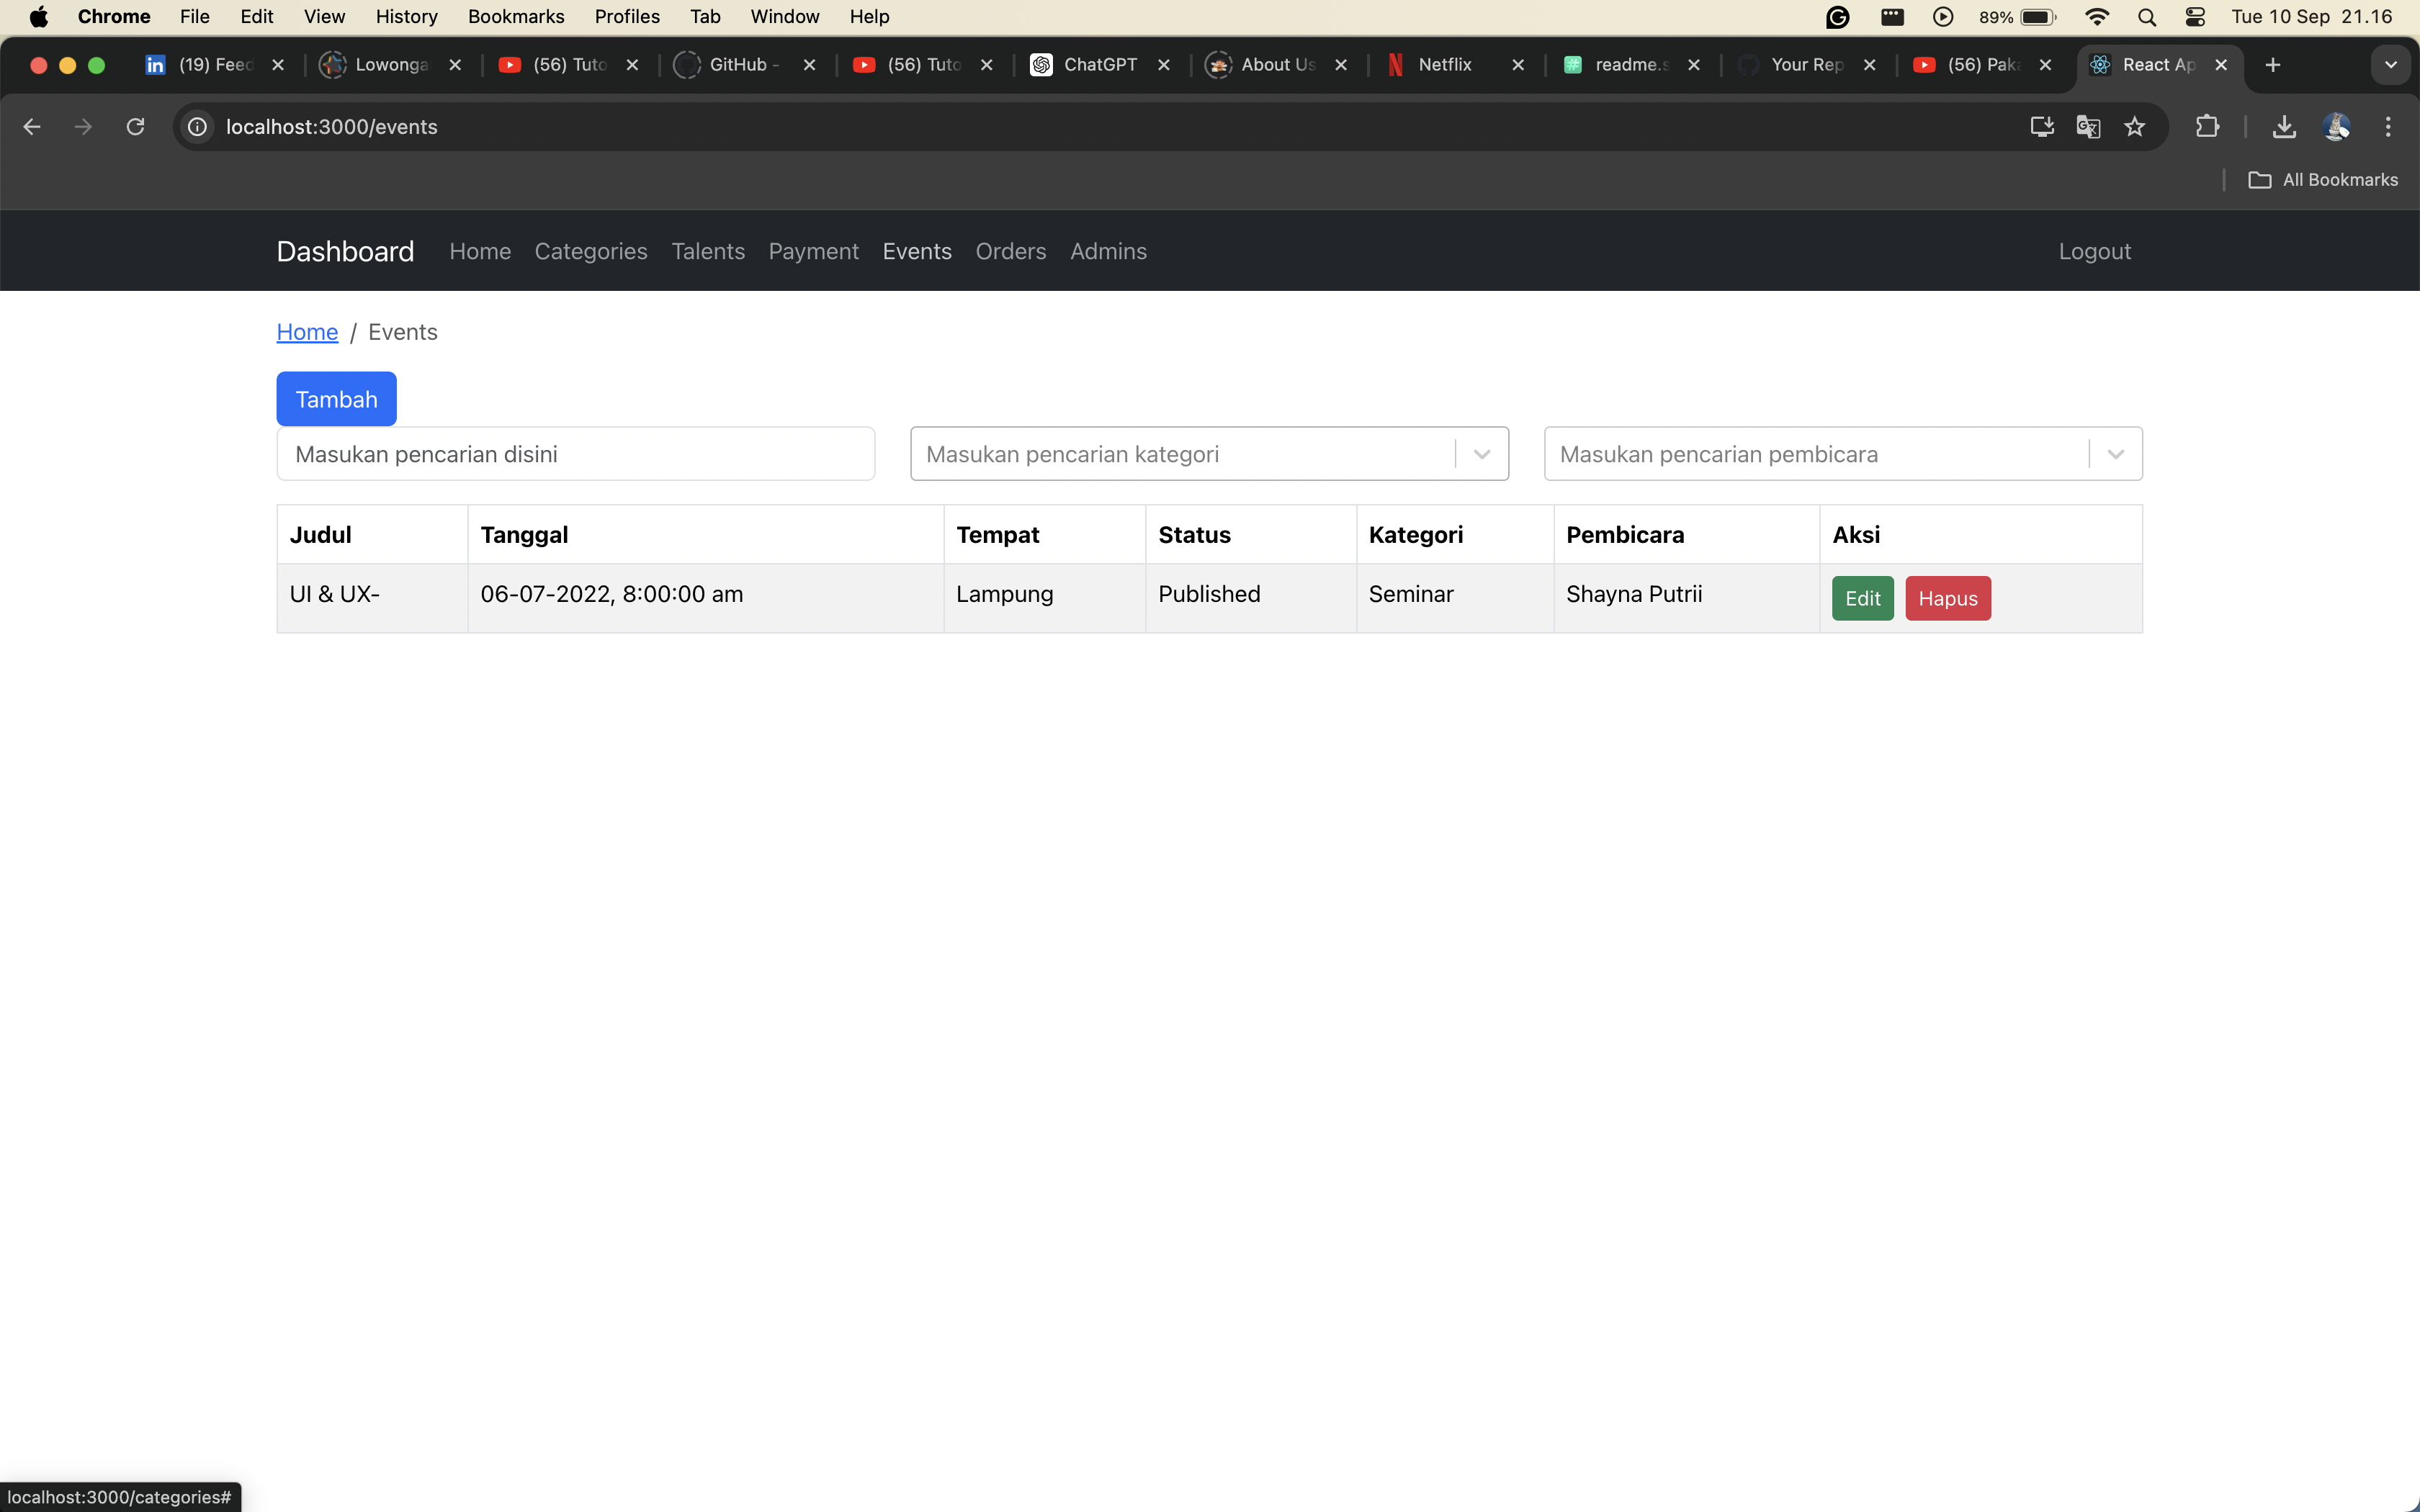 Chrome File Edit View History Bookmarks Profiles Tab Window Help 89% Tue 10 Sep 21.16
(19) Feed Lowonga (56) Tuto GitHub - (56) Tuto ChatGPT About Us Netflix readme.s Your Rep (56) Paka React Ap
localhost:3000/events
All Bookmarks
Dashboard Home Categories Talents Payment Events Orders Admins Logout
Home / Events
Tambah
Masukan pencarian disini Masukan pencarian kategori Masukan pencarian pembicara
Judul Tanggal Tempat Status Kategori Pembicara Aksi
UI & UX- 06-07-2022, 8:00:00 am Lampung Published Seminar Shayna Putrii Edit Hapus
localhost:3000/categories#